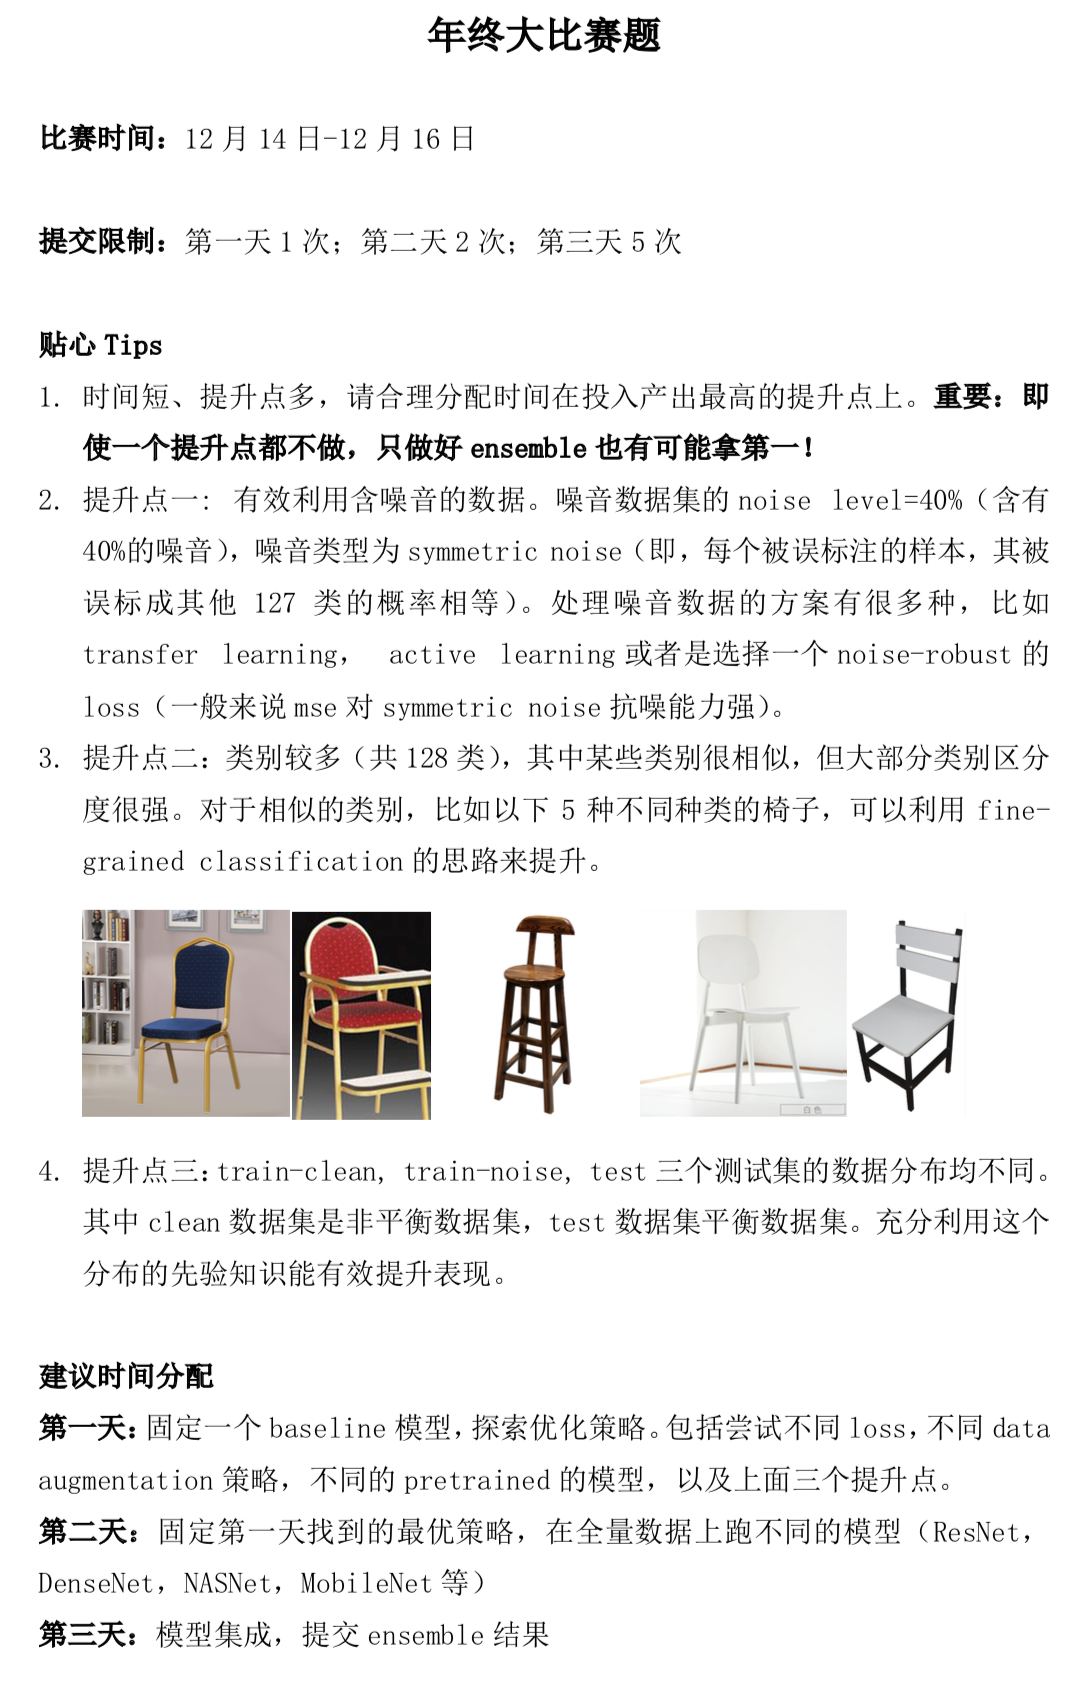 年终大比赛题
比赛时间：12 月 14 日-12 月 16 日
提交限制：第一天 1 次；第二天 2 次；第三天 5 次
贴心 Tips
1. 时间短、提升点多，请合理分配时间在投入产出最高的提升点上。重要：即
使一个提升点都不做，只做好 ensemble 也有可能拿第一！
2. 提升点一： 有效利用含噪音的数据。噪音数据集的 noise level=40%（含有
40%的噪音），噪音类型为 symmetric noise（即，每个被误标注的样本，其被
误标成其他 127 类的概率相等）。处理噪音数据的方案有很多种，比如
transfer learning， active learning 或者是选择一个 noise-robust 的
loss（一般来说 mse 对 symmetric noise 抗噪能力强）。
3. 提升点二：类别较多（共 128 类），其中某些类别很相似，但大部分类别区分
度很强。对于相似的类别，比如以下 5 种不同种类的椅子，可以利用 fine-
grained classification 的思路来提升。
白色
4. 提升点三：train-clean, train-noise, test 三个测试集的数据分布均不同。
其中 clean 数据集是非平衡数据集，test 数据集平衡数据集。充分利用这个
分布的先验知识能有效提升表现。
建议时间分配
第一天：固定一个 baseline 模型，探索优化策略。包括尝试不同 loss，不同 data
augmentation 策略，不同的 pretrained 的模型，以及上面三个提升点。
第二天：固定第一天找到的最优策略，在全量数据上跑不同的模型（ResNet，
DenseNet，NASNet，MobileNet 等）
第三天：模型集成，提交 ensemble 结果